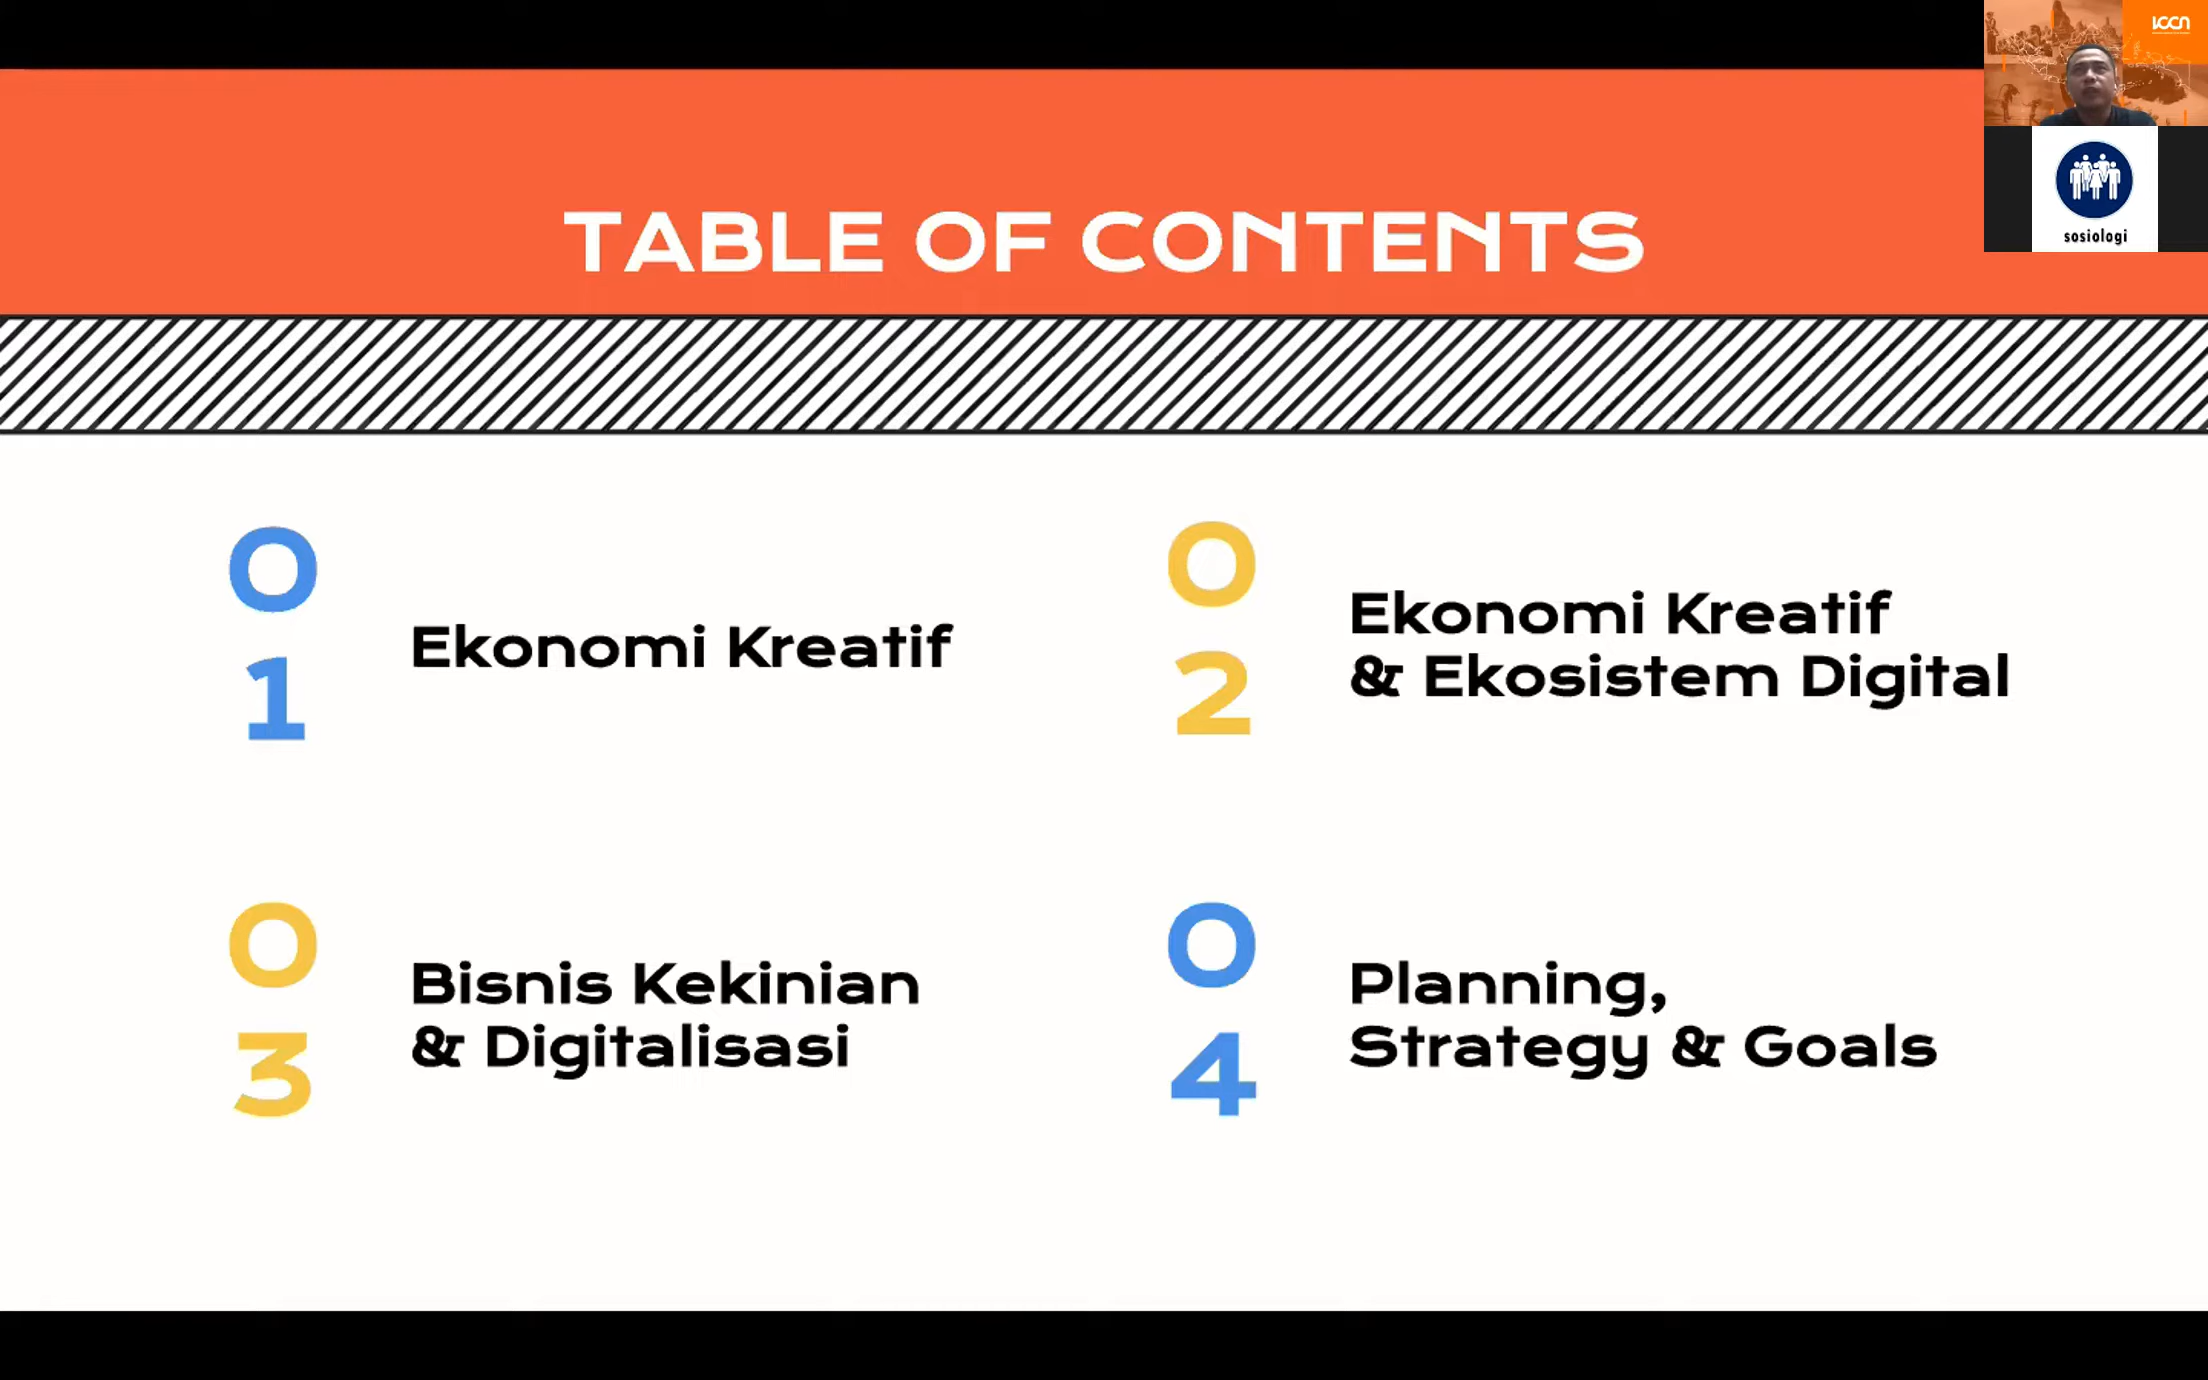 ICCN
sosiologi
TABLE OF CONTENTS
01
Ekonomi Kreatif
02
Ekonomi Kreatif
& Ekosistem Digital
03
Bisnis Kekinian
& Digitalisasi
04
Planning,
Strategy & Goals